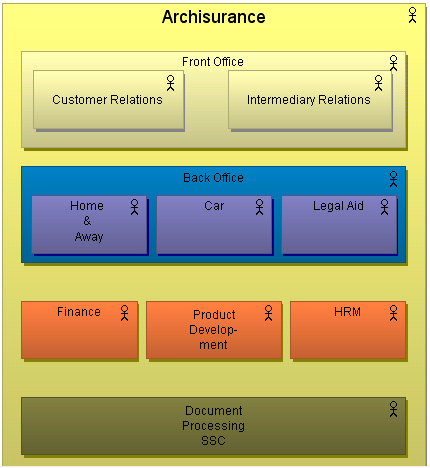 Archisurance
Front Office
Customer Relations
Intermediary Relations
Back Office
Home
&
Away
Car
Legal Aid
Finance
Product
Develop-
ment
HRM
Document
Processing
SSC